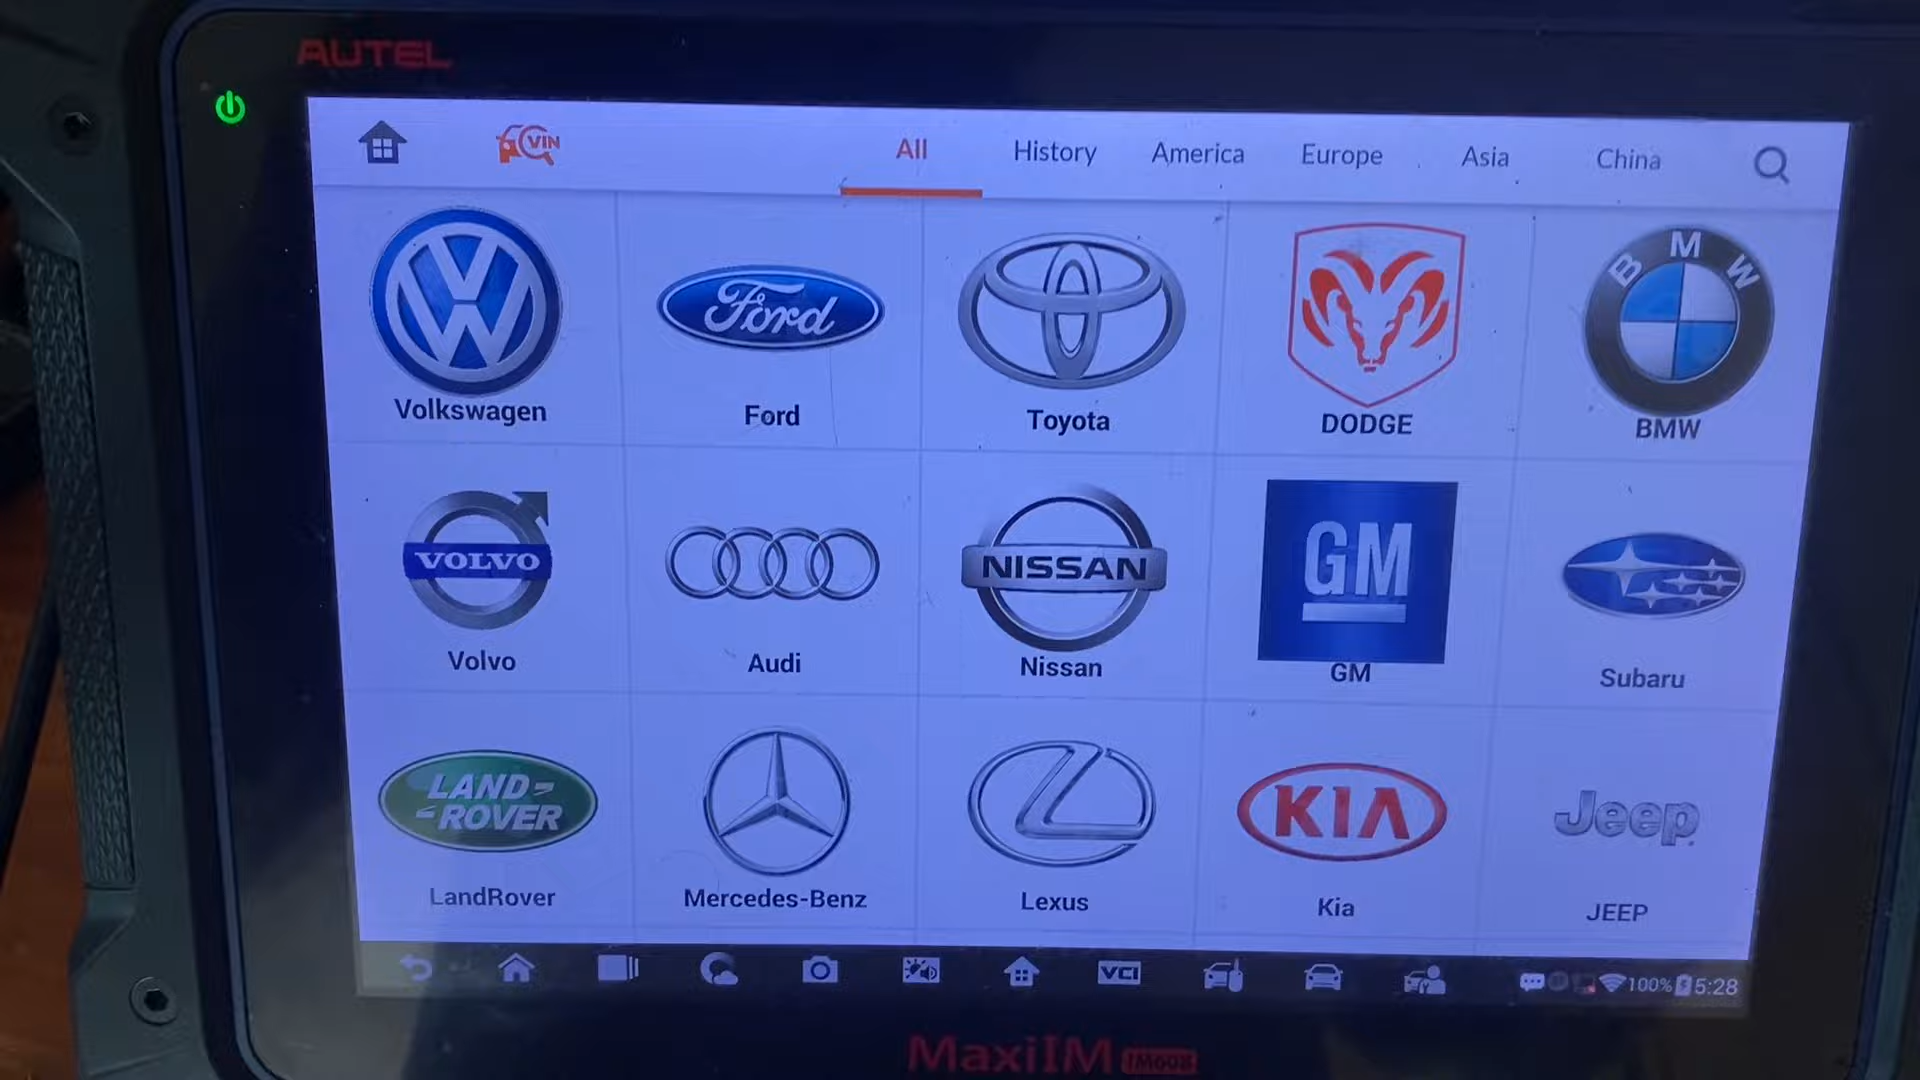 AUTEL
VIN
All History America Europe Asia China
Ford
BMW
Volkswagen Ford Toyota DODGE BMW
VOLVO NISSAN GM
Volvo Audi Nissan GM Subaru
LAND-
-ROVER
KIA Jeep
LandRover Mercedes-Benz Lexus Kia JEEP
VCI 100% 5:28
MaxiIM IM608